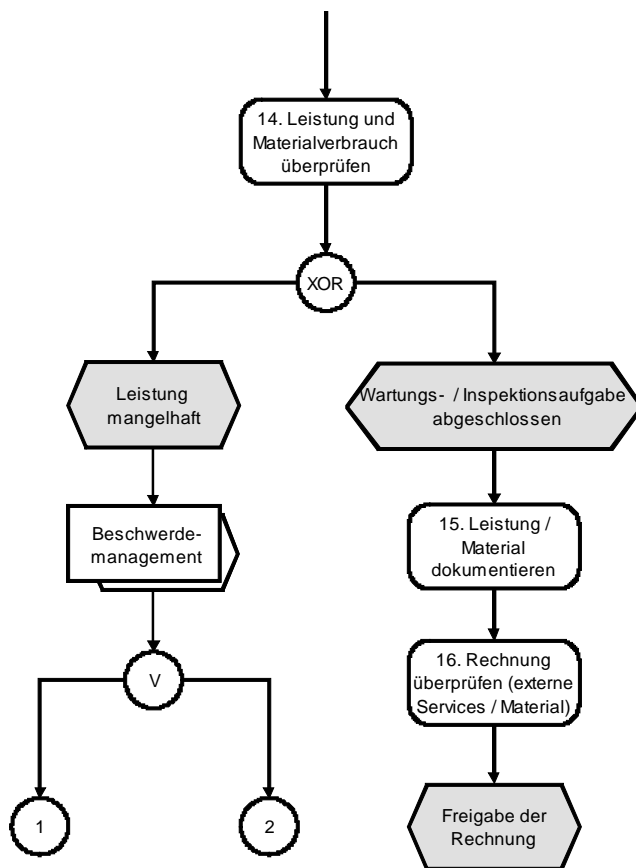 14. Leistung und
Materialverbrauch
überprüfen
XOR
Leistung
mangelhaft
Wartungs- / Inspektionsaufgabe
abgeschlossen
Beschwerde-
management
15. Leistung /
Material
dokumentieren
16. Rechnung
überprüfen (externe
Services / Material)
V
1
2
Freigabe der
Rechnung